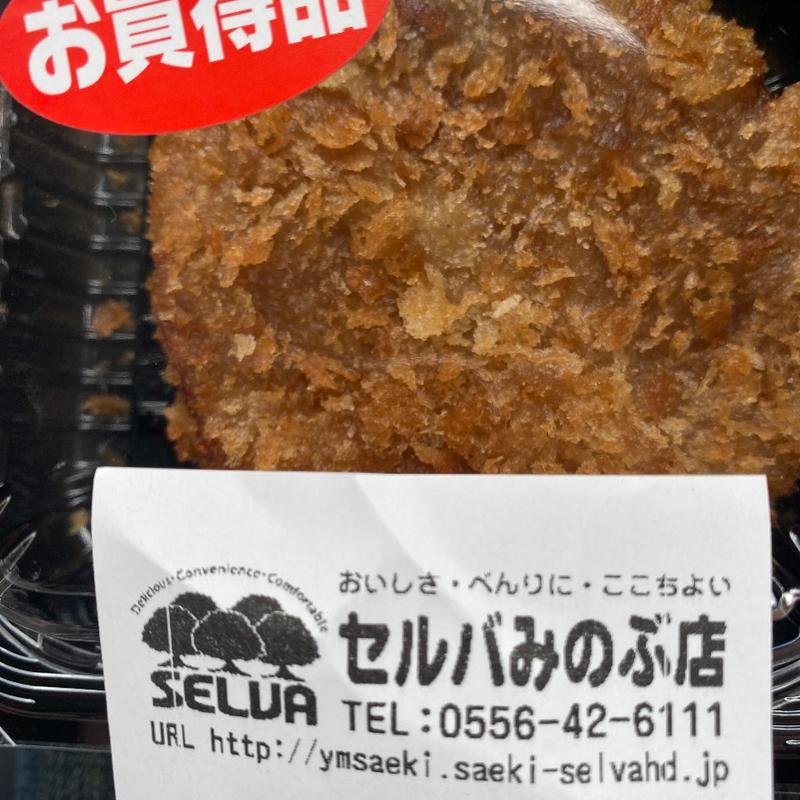 お買得品
Delicious・Convenience・Comfortable
おいしさ・べんりに・ここちよい
セルバみのぶ店
SELVA
TEL:0556-42-6111
URL http://ymsaeki.saeki-selvahd.jp